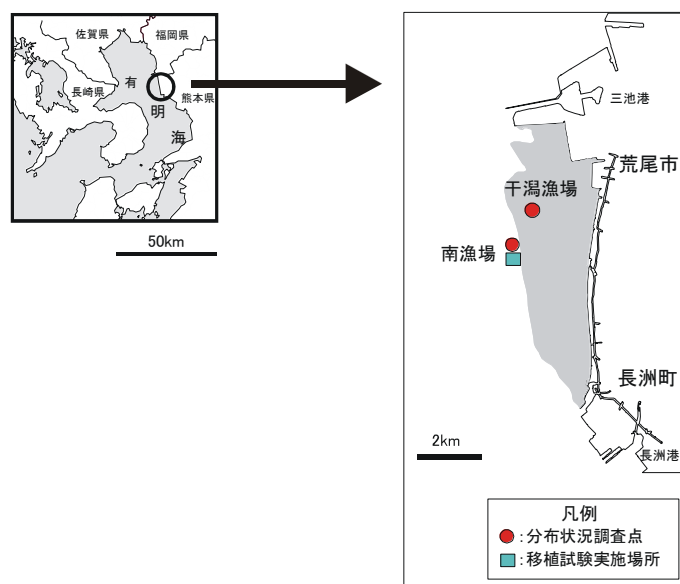 佐賀県
福岡県
有
明
海
長崎県
熊本県
50km
三池港
荒尾市
干潟漁場
南漁場
長洲町
2km
長洲港
凡例
:分布状況調査点
:移植試験実施場所